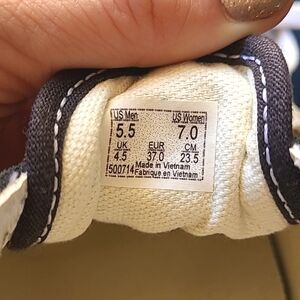 US Men US Women
5.5 7.0
UK EUR CM
4.5 37.0 23.5
500714 Made in Vietnam
Fabrique en Vietnam